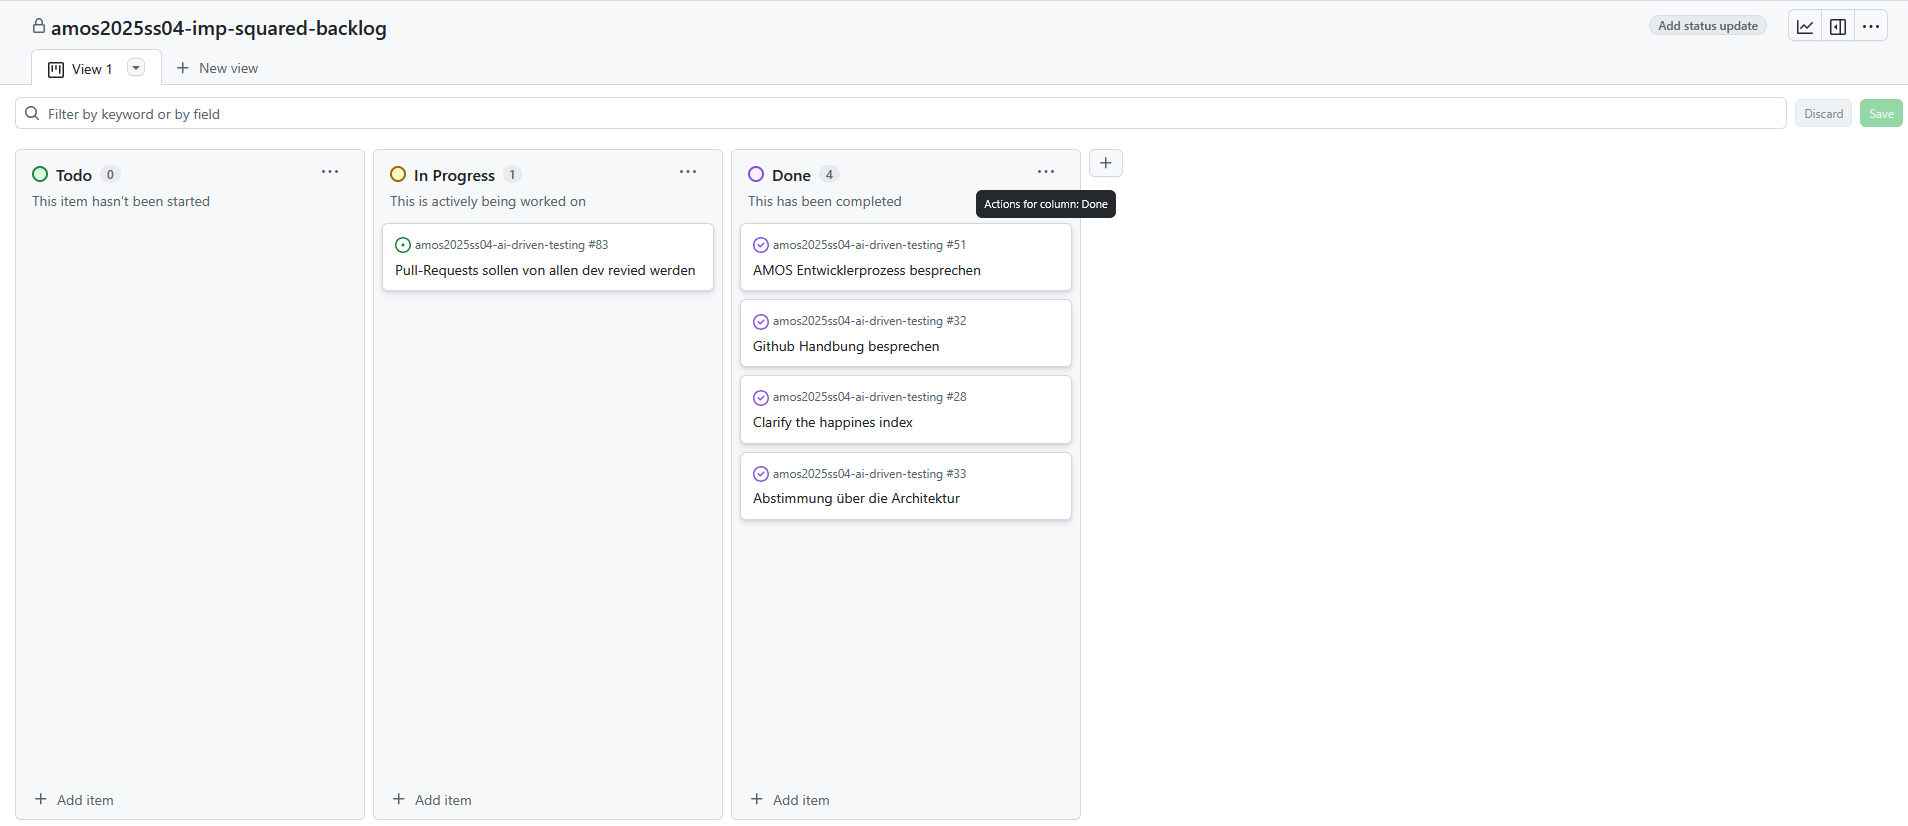 amos2025ss04-imp-squared-backlog
Add status update
View 1
New view
Filter by keyword or by field
Discard
Save
Todo 0
This item hasn't been started
Add item
In Progress 1
This is actively being worked on
amos2025ss04-ai-driven-testing #83
Pull-Requests sollen von allen dev revied werden
Add item
Done 4
This has been completed
Actions for column: Done
amos2025ss04-ai-driven-testing #51
AMOS Entwicklerprozess besprechen
amos2025ss04-ai-driven-testing #32
Github Handbung besprechen
amos2025ss04-ai-driven-testing #28
Clarify the happines index
amos2025ss04-ai-driven-testing #33
Abstimmung über die Architektur
Add item